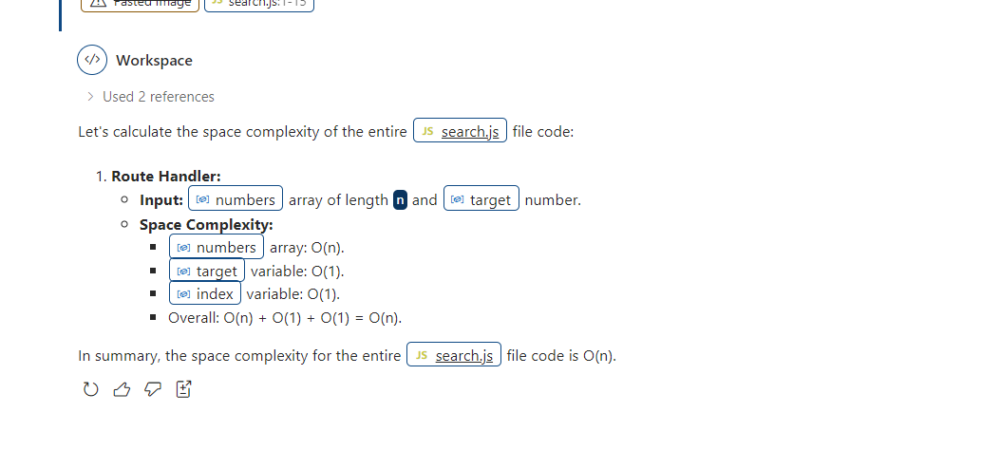 Pasted Image JS search.js:1-15
</> Workspace
> Used 2 references
Let's calculate the space complexity of the entire JS search.js file code:
1. Route Handler:
Input: numbers array of length n and target number.
Space Complexity:
numbers array: O(n).
target variable: O(1).
index variable: O(1).
Overall: O(n) + O(1) + O(1) = O(n).
In summary, the space complexity for the entire JS search.js file code is O(n).